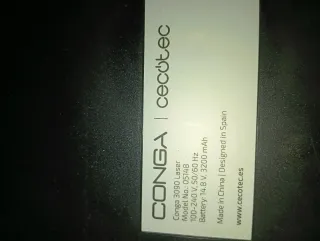 CONGA | cecotec
Conga 3090 Laser
Model No.: 05148
100-240 V, 50/60 Hz
Battery: 14.8 V, 3200 mAh
Made in China | Designed in Spain
www.cecotec.es